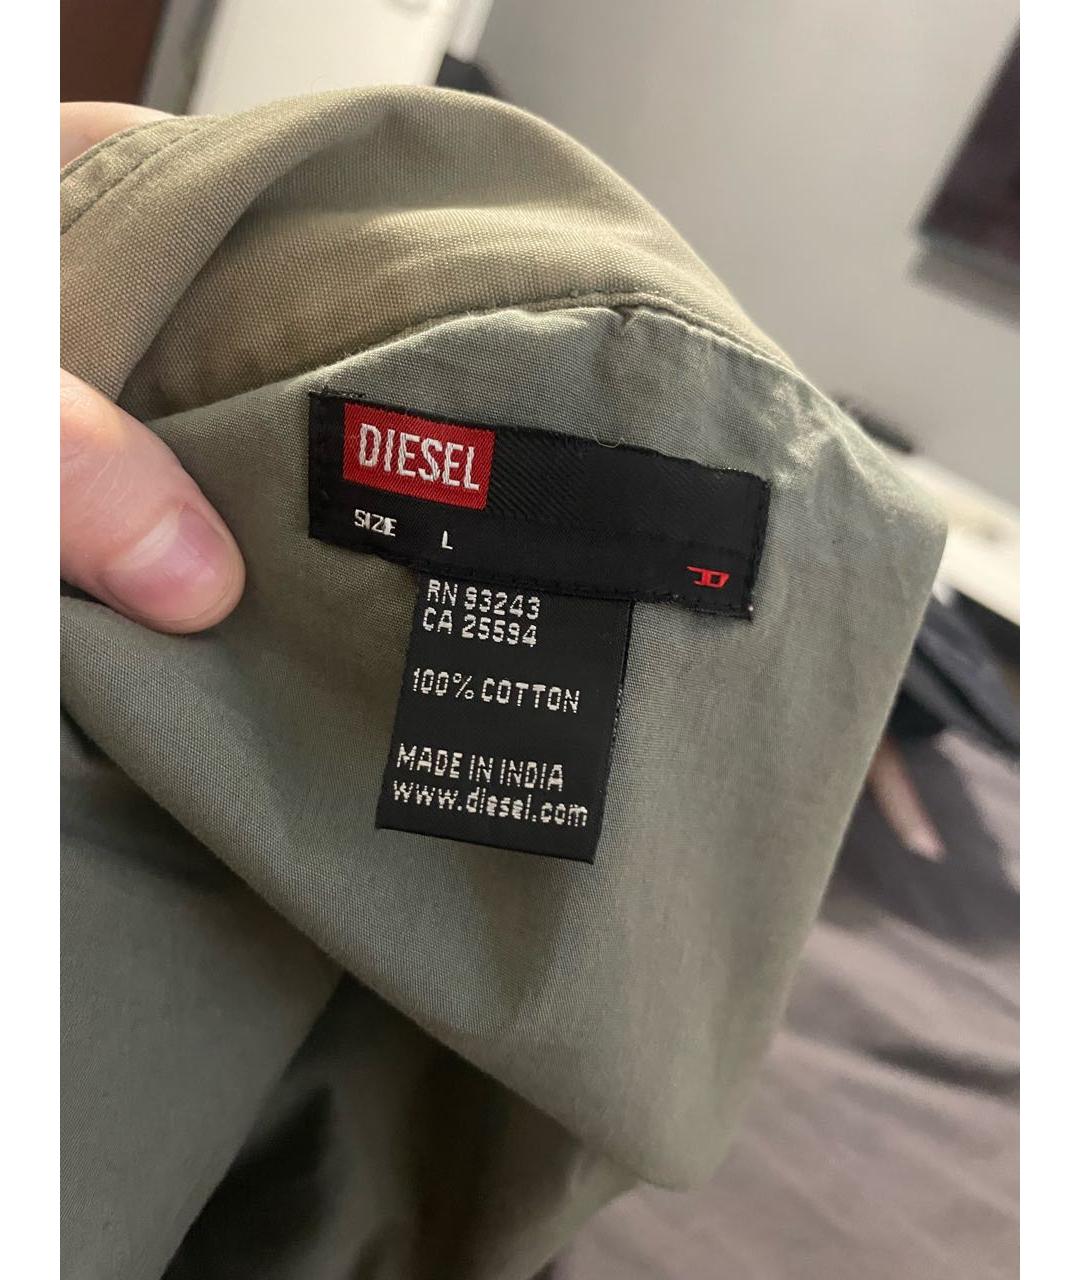 DIESEL
SIZE L
RN 93243
CA 25594
100% COTTON
MADE IN INDIA
www.diesel.com